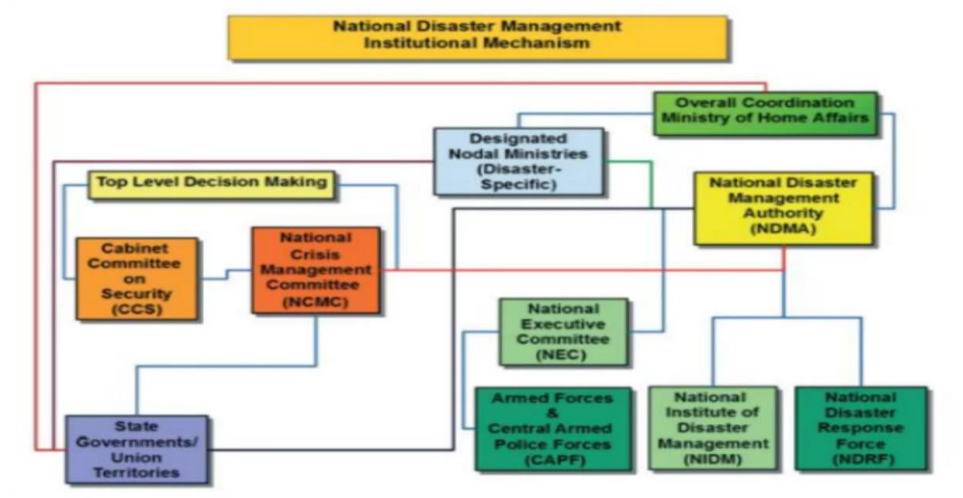 National Disaster Management
Institutional Mechanism
Overall Coordination
Ministry of Home Affairs
Designated
Nodal Ministries
(Disaster-
Specific)
Top Level Decision Making
National Disaster
Management
Authority
(NDMA)
Cabinet
Committee
on
Security
(CCS)
National
Crisis
Management
Committee
(NCMC)
National
Executive
Committee
(NEC)
State
Governments/
Union
Territories
Armed Forces
&
Central Armed
Police Forces
(CAPF)
National
Institute of
Disaster
Management
(NIDM)
National
Disaster
Response
Force
(NDRF)